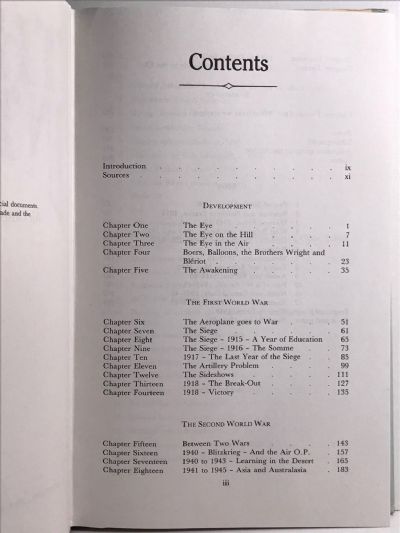 cial documents.
ade and the
Contents
Introduction . . . . . . . . ix
Sources . . . . . . . . xi
DEVELOPMENT
Chapter One The Eye . . . . . . 1
Chapter Two The Eye on the Hill . . . . 7
Chapter Three The Eye in the Air . . . . 11
Chapter Four Boers, Balloons, the Brothers Wright and
Blériot . . . . . . 23
Chapter Five The Awakening . . . . . 35
THE FIRST WORLD WAR
Chapter Six The Aeroplane goes to War . . 51
Chapter Seven The Siege . . . . . 61
Chapter Eight The Siege – 1915 – A Year of Education 65
Chapter Nine The Siege – 1916 – The Somme . 73
Chapter Ten 1917 – The Last Year of the Siege . 85
Chapter Eleven The Artillery Problem . . . 99
Chapter Twelve The Sideshows . . . . 111
Chapter Thirteen 1918 – The Break-Out . . . 127
Chapter Fourteen 1918 – Victory . . . . 135
THE SECOND WORLD WAR
Chapter Fifteen Between Two Wars . . . 143
Chapter Sixteen 1940 – Blitzkrieg – And the Air O.P. . 157
Chapter Seventeen 1940 to 1943 – Learning in the Desert . 165
Chapter Eighteen 1941 to 1945 – Asia and Australasia . 183
iii